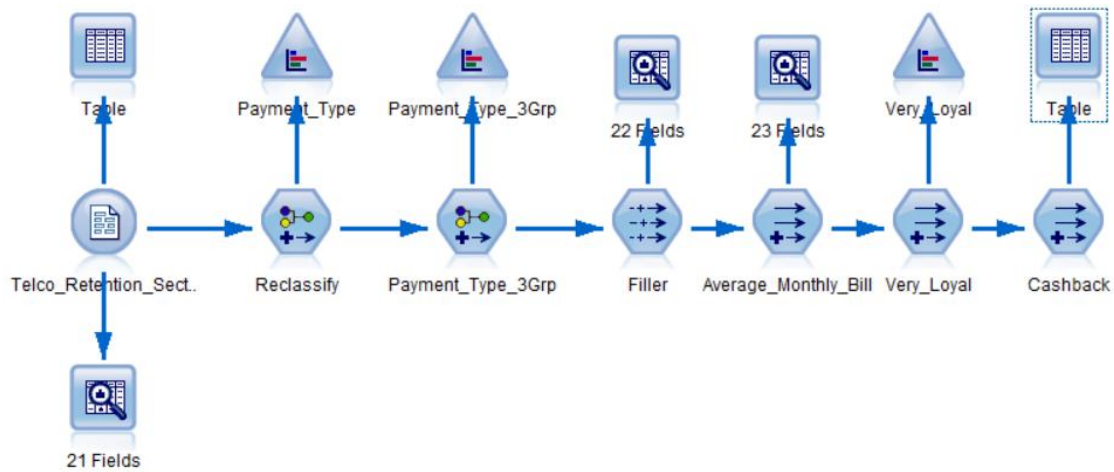 Table
Payment_Type
Payment_Type_3Grp
22 Fields
23 Fields
Very_Loyal
Table
Telco_Retention_Sect..
Reclassify
Payment_Type_3Grp
Filler
Average_Monthly_Bill
Very_Loyal
Cashback
21 Fields